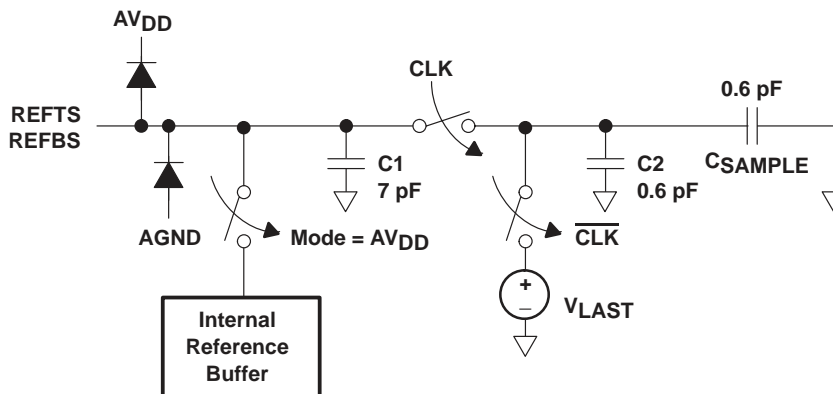 AVDD
CLK
0.6 pF
REFTS
REFBS
C1
7 pF
C2
0.6 pF
CSAMPLE
AGND
Mode = AVDD
CLK
+
–
VLAST
Internal
Reference
Buffer